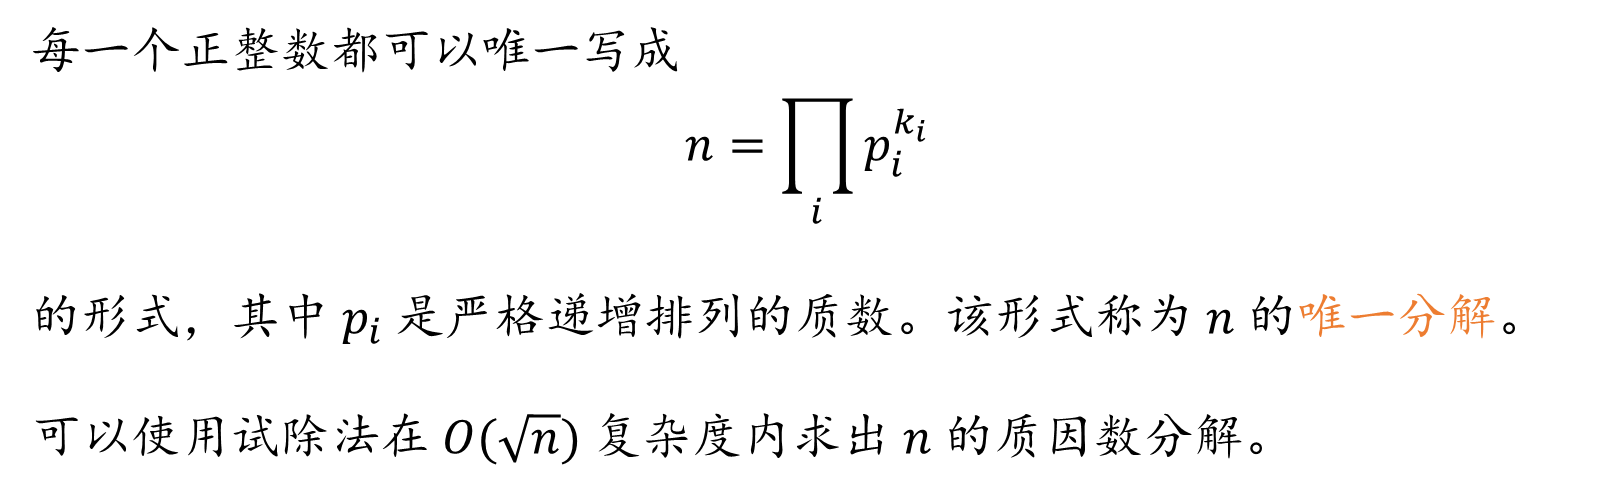 每一个正整数都可以唯一写成
n = ∏_i p_i^{k_i}
的形式，其中 p_i 是严格递增排列的质数。该形式称为 n 的唯一分解。
可以使用试除法在 O(√n) 复杂度内求出 n 的质因数分解。